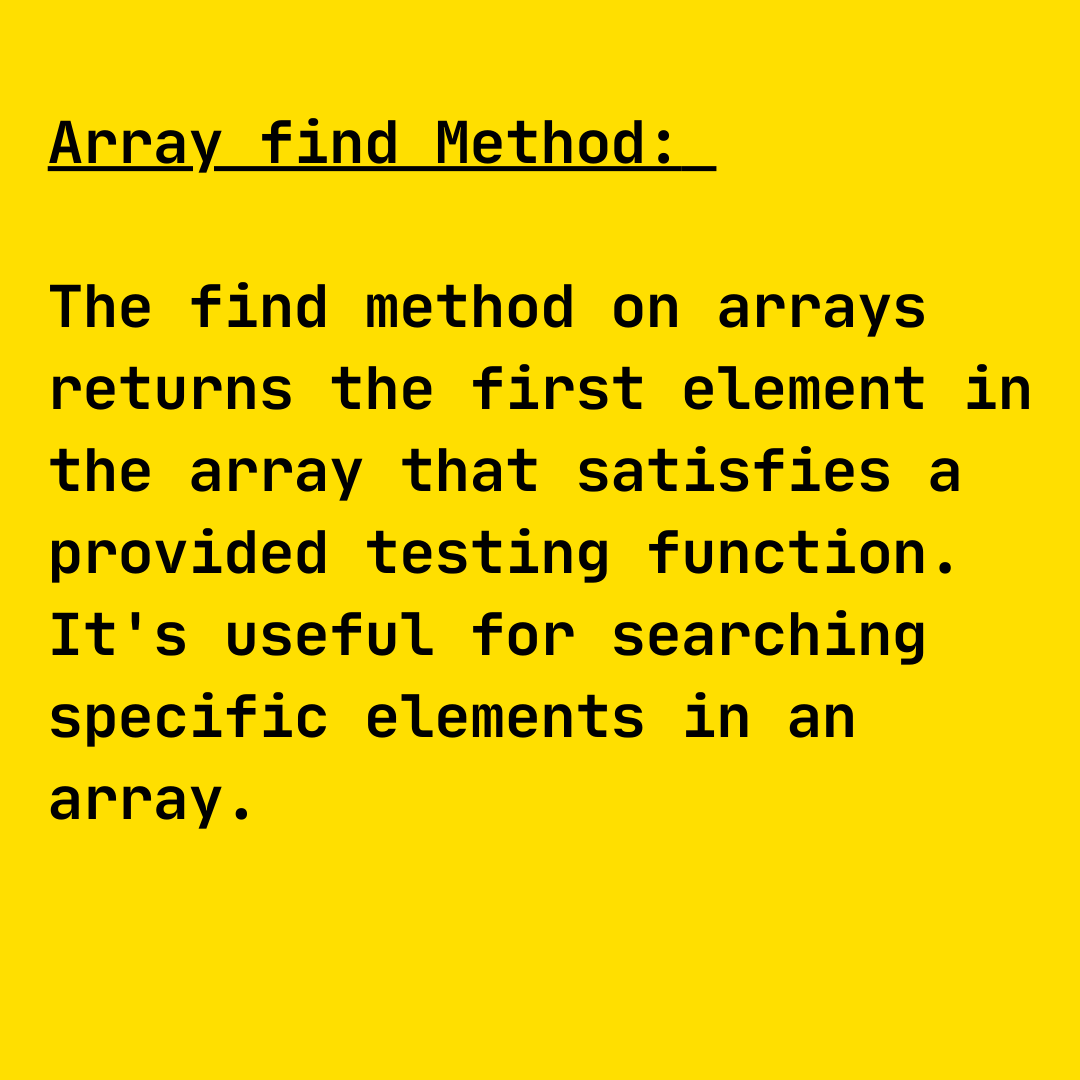 Array find Method:
The find method on arrays
returns the first element in
the array that satisfies a
provided testing function.
It's useful for searching
specific elements in an
array.